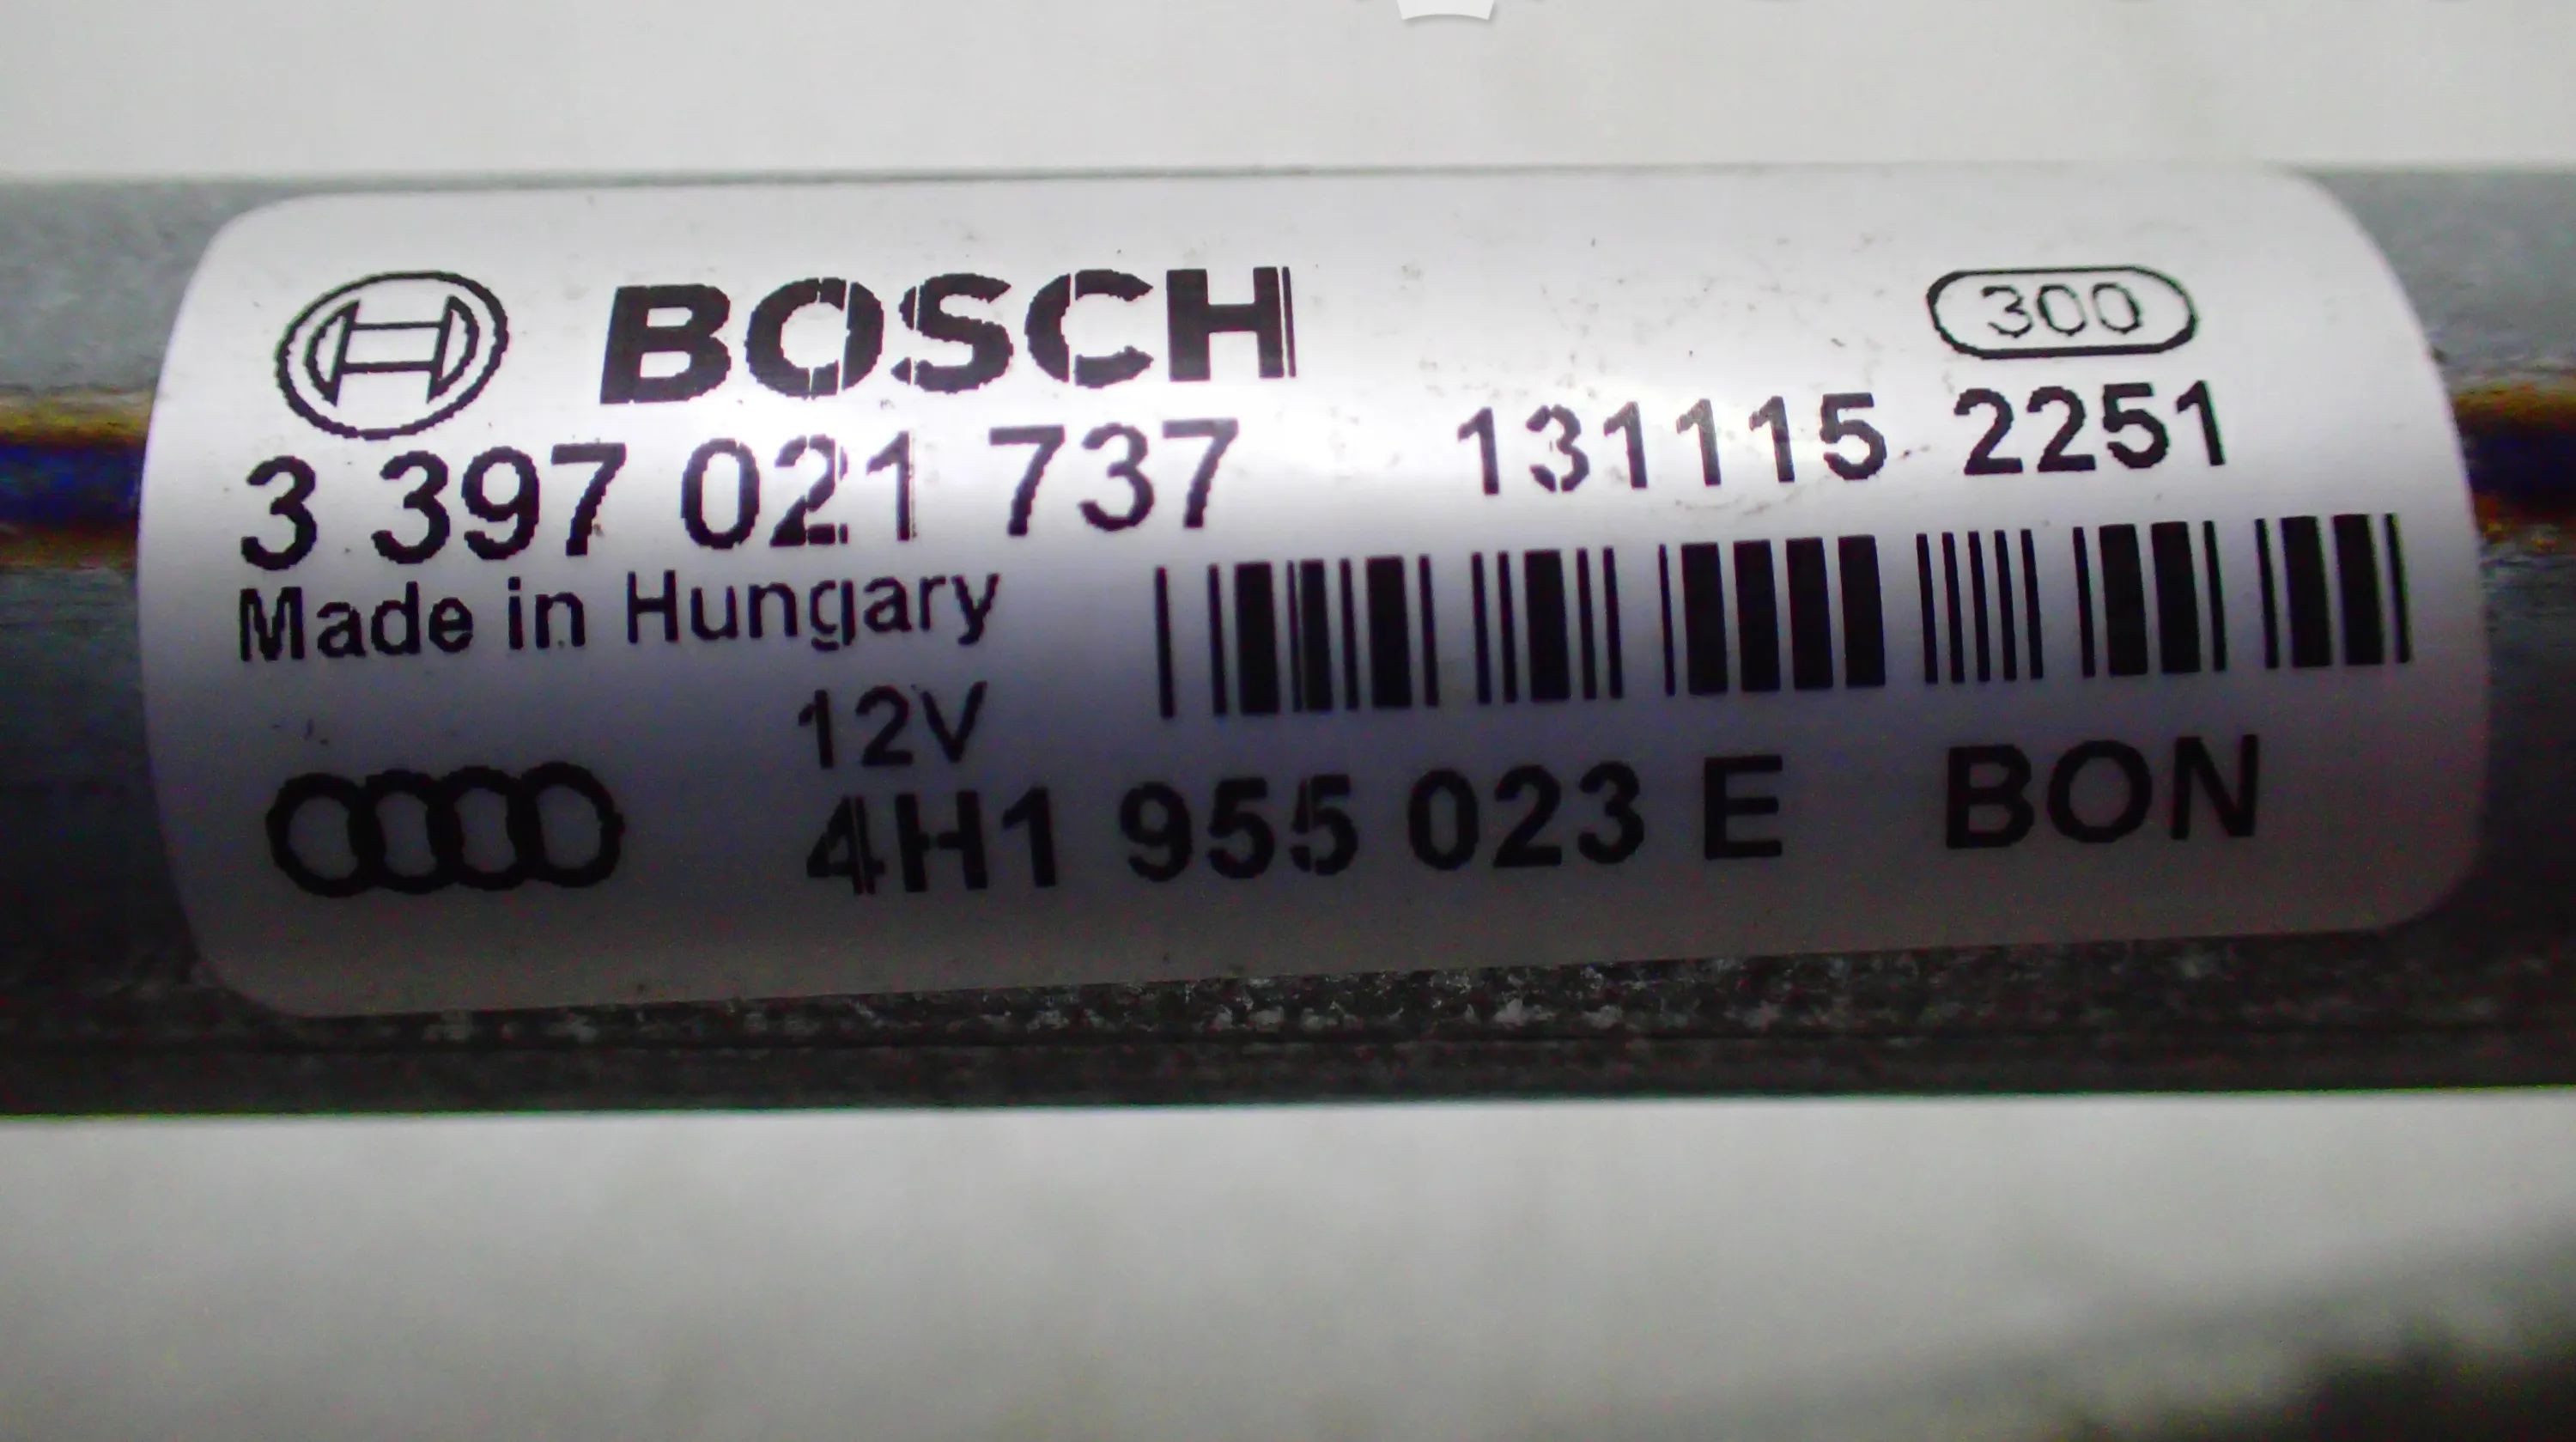 BOSCH 300
3 397 021 737 131115 2251
Made in Hungary
12V
4H1 955 023 E BON